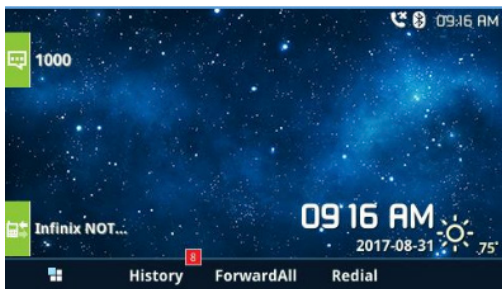 09:16 AM
1000
Infinix NOT...
09 16 AM
2017-08-31
75°
8
History ForwardAll Redial